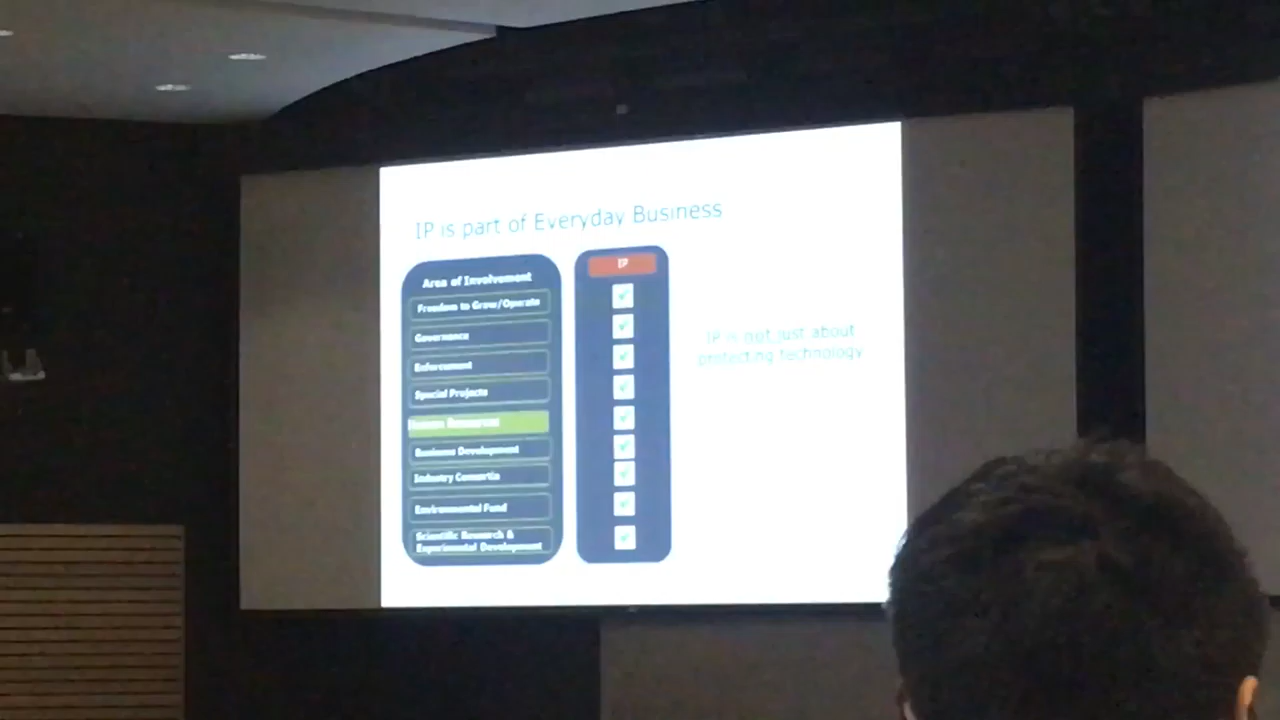 IP is part of Everyday Business
Area of Involvement
IP
Freedom to Grow/Operate
Governance
Enforcement
Special Projects
Human Resources
Business Development
Industry Consortia
Environmental Fund
Scientific Research &
Experimental Development
IP is not just about
protecting technology